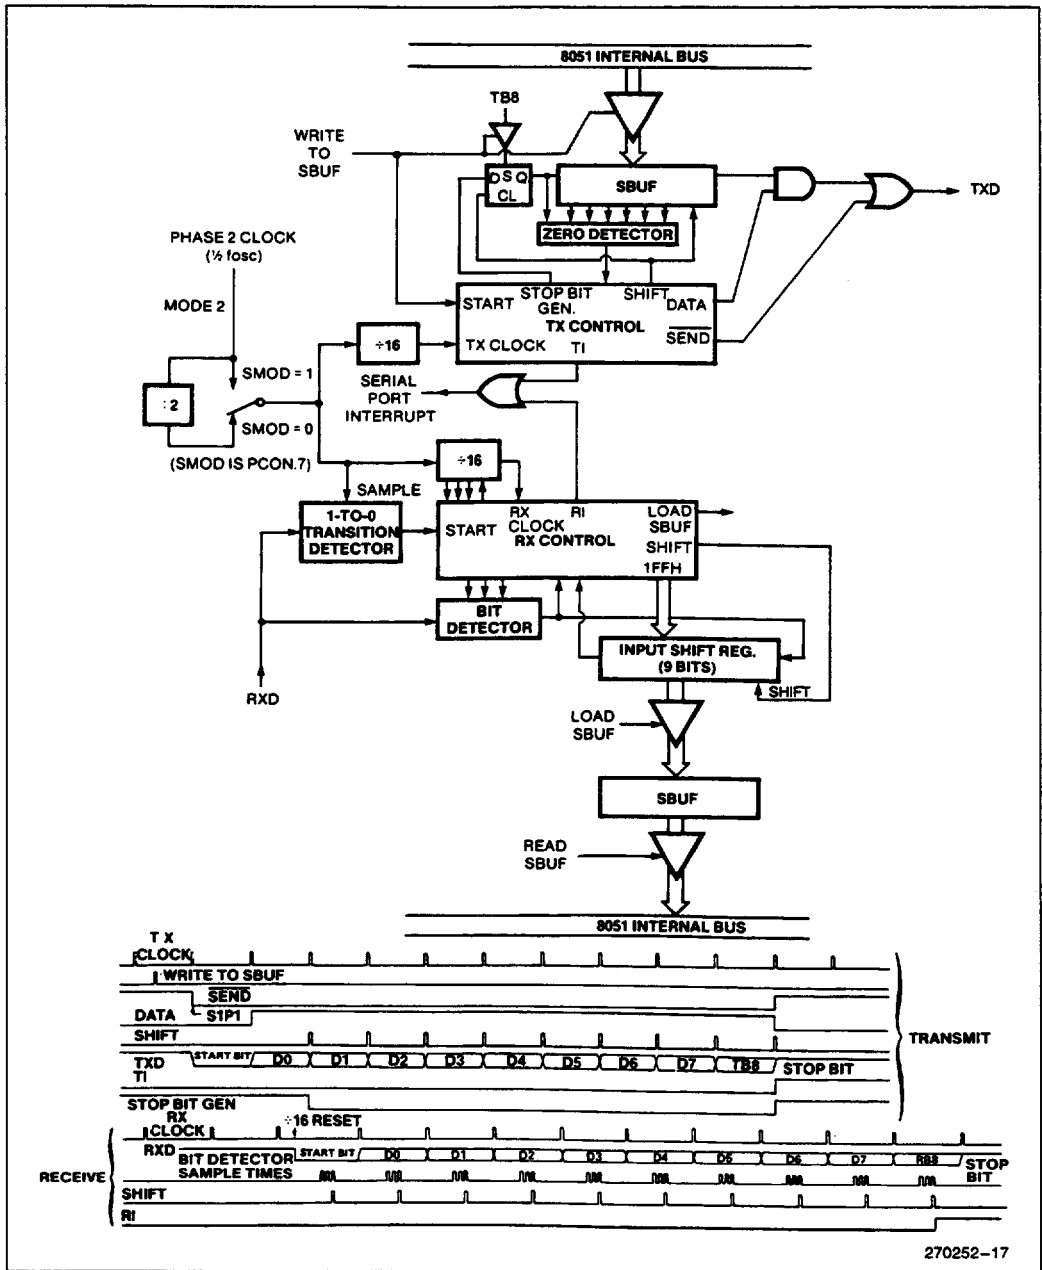 8051 INTERNAL BUS
TB8
WRITE
TO
SBUF
D S Q
CL
SBUF
TXD
ZERO DETECTOR
PHASE 2 CLOCK
(½ fosc)
MODE 2
START
STOP BIT
GEN.
SHIFT
DATA
TX CONTROL
SEND
TX CLOCK
TI
÷16
SMOD = 1
SERIAL
PORT
INTERRUPT
:2
SMOD = 0
(SMOD IS PCON.7)
÷16
SAMPLE
1-TO-0
TRANSITION
DETECTOR
START
RX
CLOCK
RI
LOAD
SBUF
RX CONTROL
SHIFT
1FFH
BIT
DETECTOR
INPUT SHIFT REG.
(9 BITS)
RXD
SHIFT
LOAD
SBUF
SBUF
READ
SBUF
8051 INTERNAL BUS
TX
CLOCK
WRITE TO SBUF
SEND
DATA
S1P1
SHIFT
TRANSMIT
TXD
START BIT
D0
D1
D2
D3
D4
D5
D6
D7
TB8
STOP BIT
TI
STOP BIT GEN
÷16 RESET
RX
CLOCK
RXD
START BIT
D0
D1
D2
D3
D4
D5
D6
D7
RB8
STOP
BIT
BIT DETECTOR
SAMPLE TIMES
RECEIVE
SHIFT
RI
270252–17